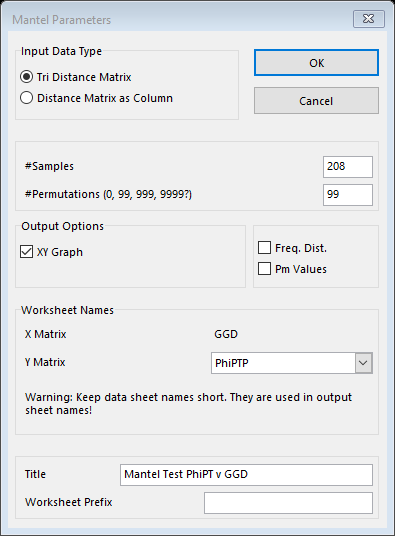 Mantel Parameters
Input Data Type
Tri Distance Matrix
Distance Matrix as Column
OK
Cancel
#Samples 208
#Permutations (0, 99, 999, 9999?) 99
Output Options
XY Graph
Freq. Dist.
Pm Values
Worksheet Names
X Matrix GGD
Y Matrix PhiPTP
Warning: Keep data sheet names short. They are used in output
sheet names!
Title Mantel Test PhiPT v GGD
Worksheet Prefix